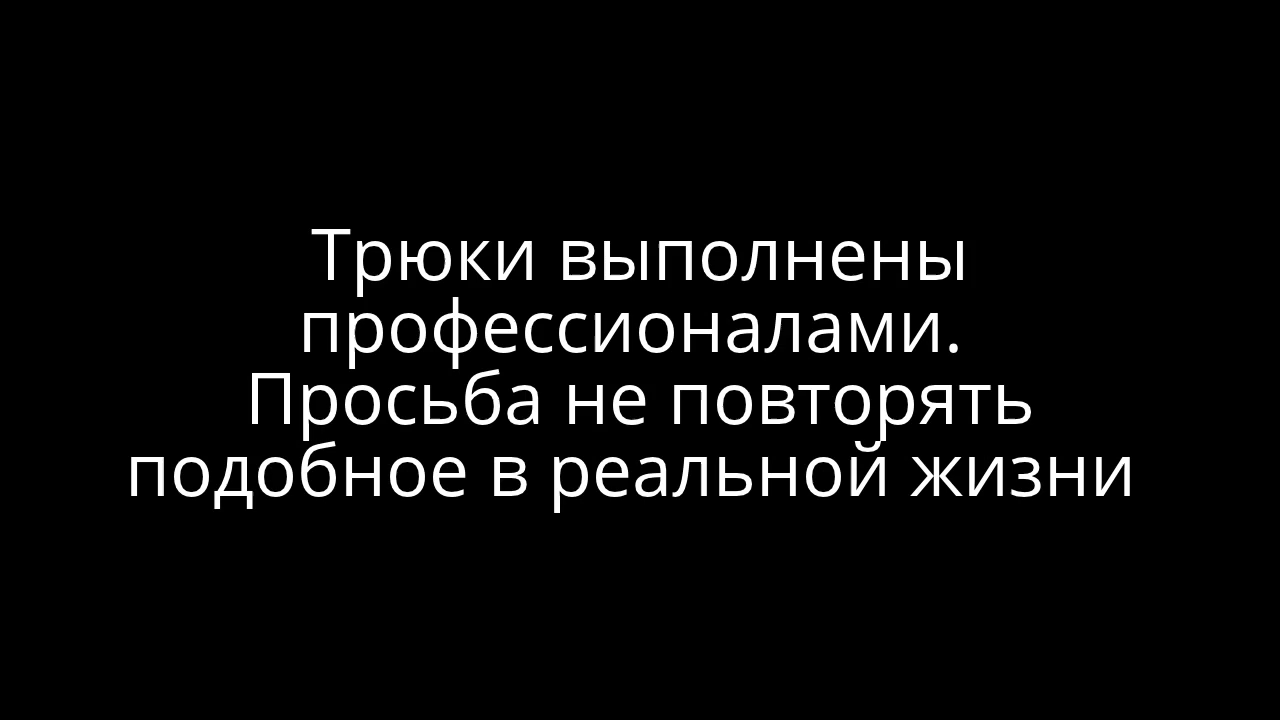 Трюки выполнены
профессионалами.
Просьба не повторять
подобное в реальной жизни